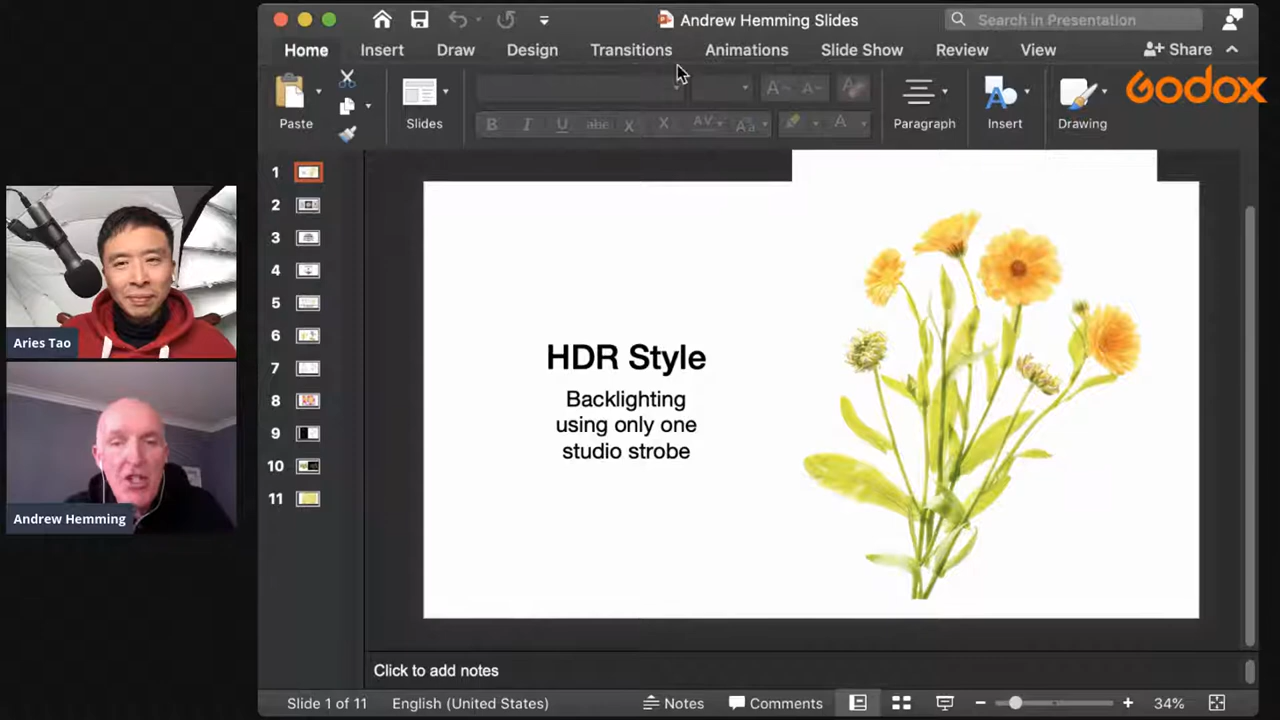 Andrew Hemming Slides
Search in Presentation
Home
Insert
Draw
Design
Transitions
Animations
Slide Show
Review
View
Share
Godox
Paste
Slides
B I U abc X X AV Aa A
A A
Paragraph
Insert
Drawing
1
2
3
4
5
6
7
8
9
10
11
Aries Tao
Andrew Hemming
HDR Style
Backlighting
using only one
studio strobe
Click to add notes
Slide 1 of 11
English (United States)
Notes
Comments
34%